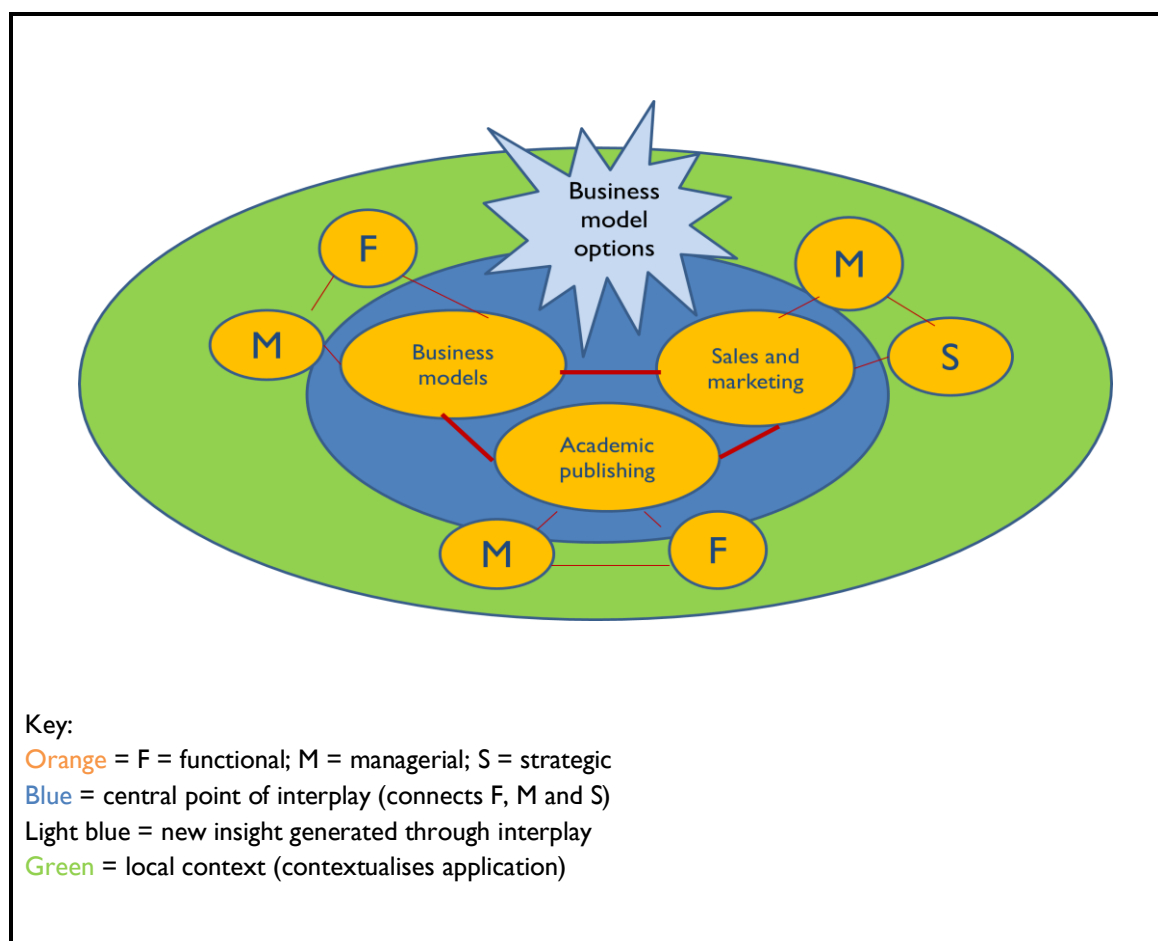 Business
model
options
F
M
M
S
Business
models
Sales and
marketing
Academic
publishing
M
F
Key:
Orange = F = functional; M = managerial; S = strategic
Blue = central point of interplay (connects F, M and S)
Light blue = new insight generated through interplay
Green = local context (contextualises application)